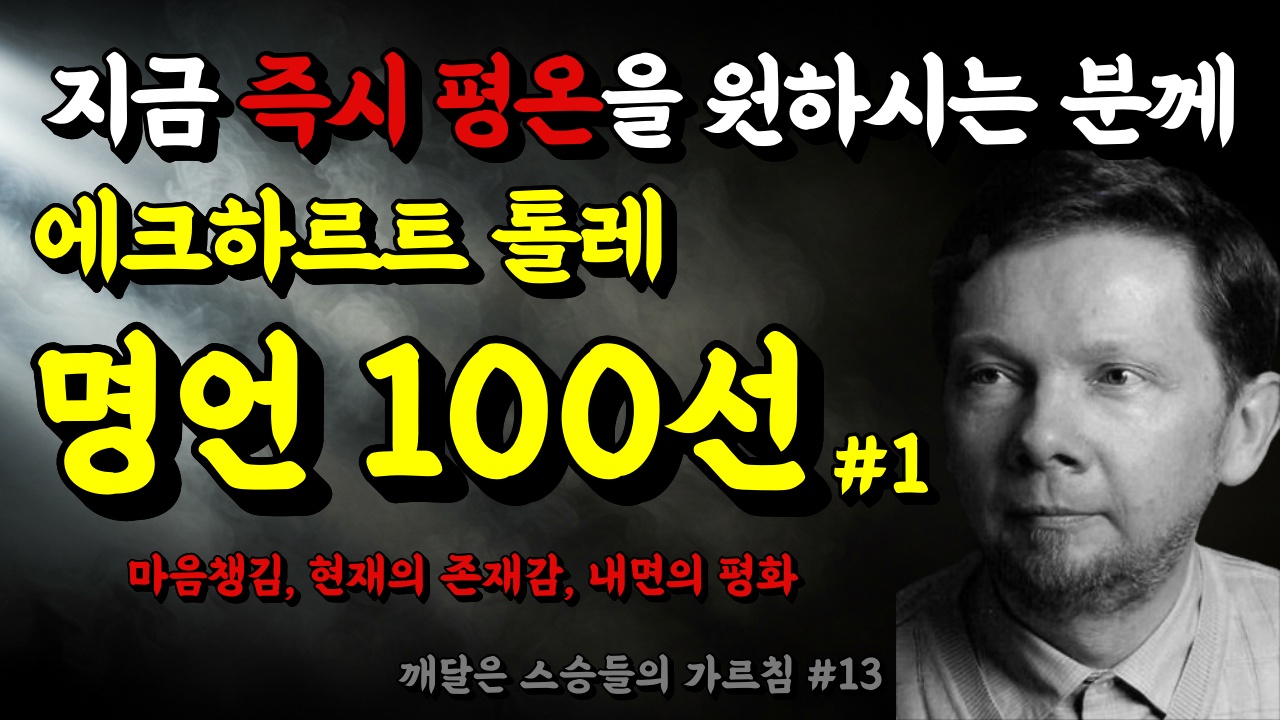 지금 즉시 평온을 원하시는 분께
에크하르트 톨레
명언 100선 #1
마음챙김, 현재의 존재감, 내면의 평화
깨달은 스승들의 가르침 #13